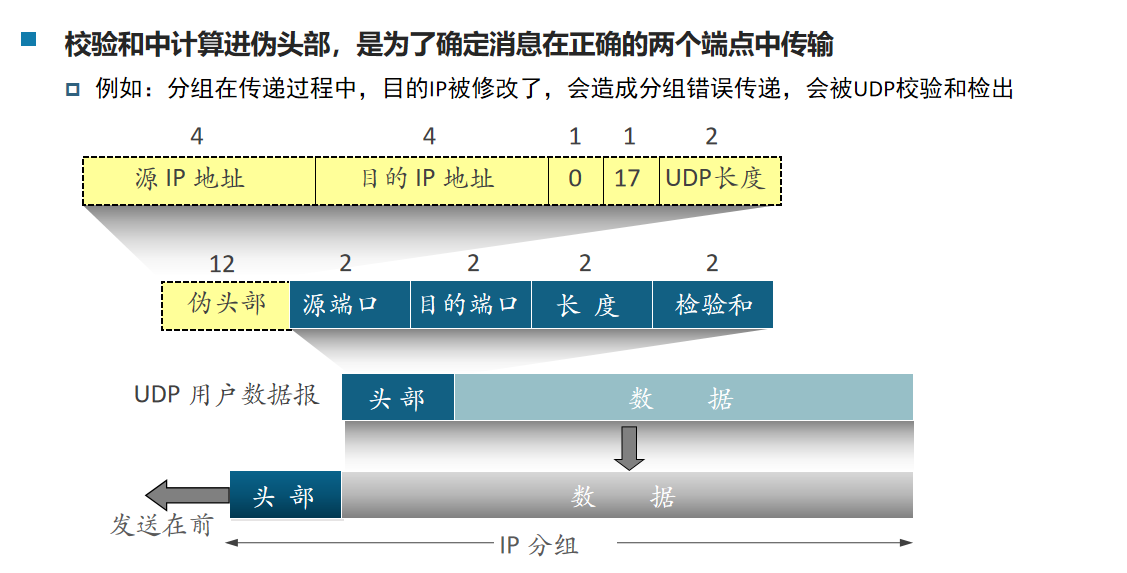 校验和中计算进伪头部，是为了确定消息在正确的两个端点中传输
例如：分组在传递过程中，目的IP被修改了，会造成分组错误传递，会被UDP校验和检出
4 4 1 1 2
源 IP 地址 目的 IP 地址 0 17 UDP长度
12 2 2 2 2
伪头部 源端口 目的端口 长 度 检验和
UDP 用户数据报 头 部 数 据
头 部 数 据
发送在前
IP 分组